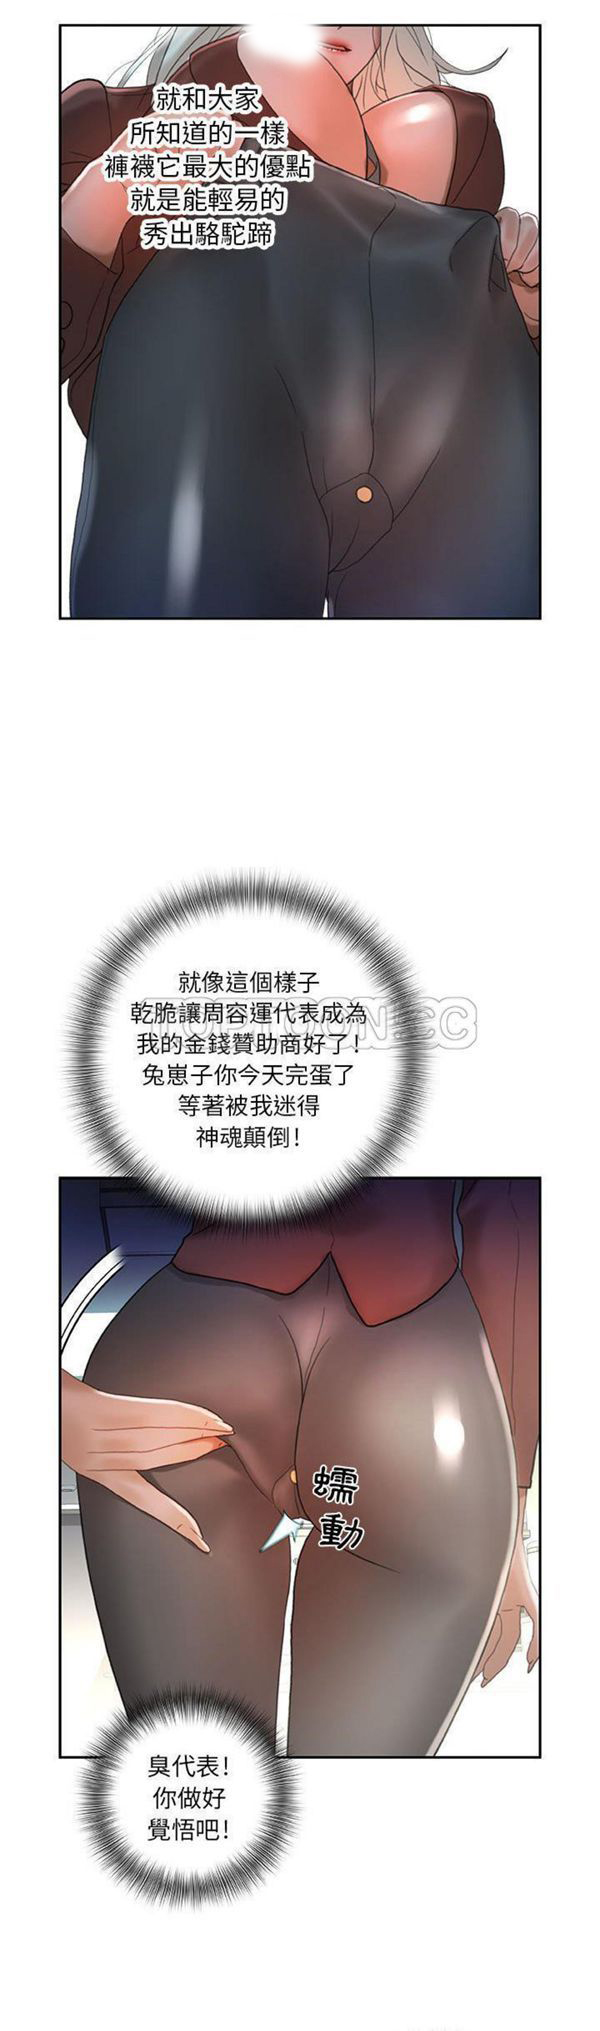 就和大家
所知道的一樣
褲襪它最大的優點
就是能輕易的
秀出駱駝蹄
就像這個樣子
乾脆讓周容運代表成為
我的金錢贊助商好了!
兔崽子你今天完蛋了
等著被我迷得
神魂顛倒!
TOPTOON.CC
蠕
動
臭代表!
你做好
覺悟吧!